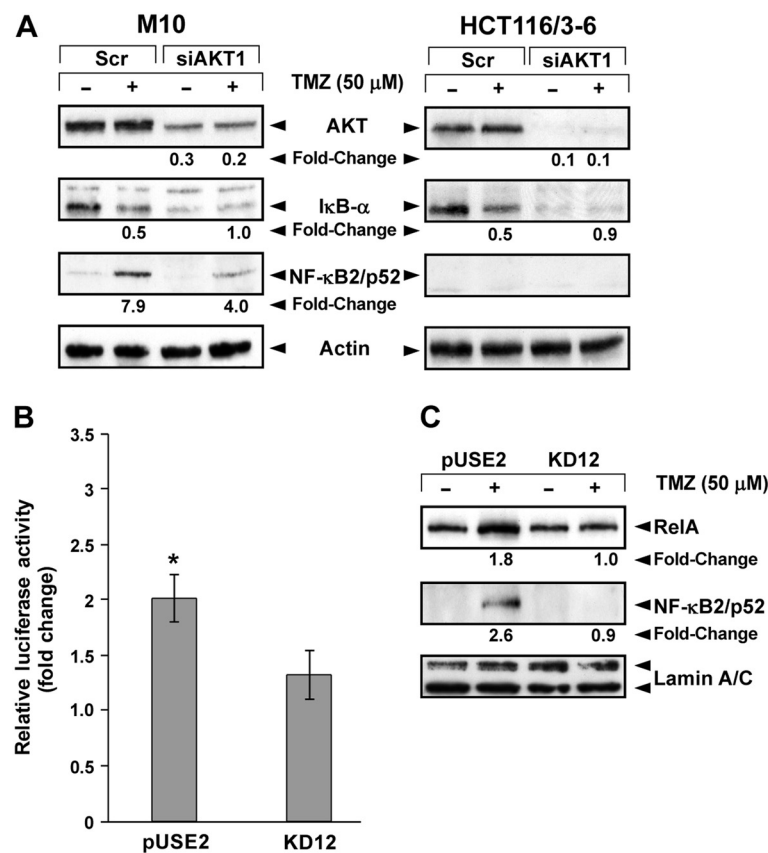 A
M10
HCT116/3-6
Scr siAKT1
Scr siAKT1
– + – + TMZ (50 µM) – + – +
AKT
0.3 0.2 Fold-Change 0.1 0.1
IκB-α
0.5 1.0 Fold-Change 0.5 0.9
NF-κB2/p52
7.9 4.0 Fold-Change
Actin
B
Relative luciferase activity
(fold change)
3.5
3
2.5
2
1.5
1.0
0.5
0
*
pUSE2 KD12
C
pUSE2 KD12
– + – + TMZ (50 µM)
RelA
1.8 1.0 Fold-Change
NF-κB2/p52
2.6 0.9 Fold-Change
Lamin A/C